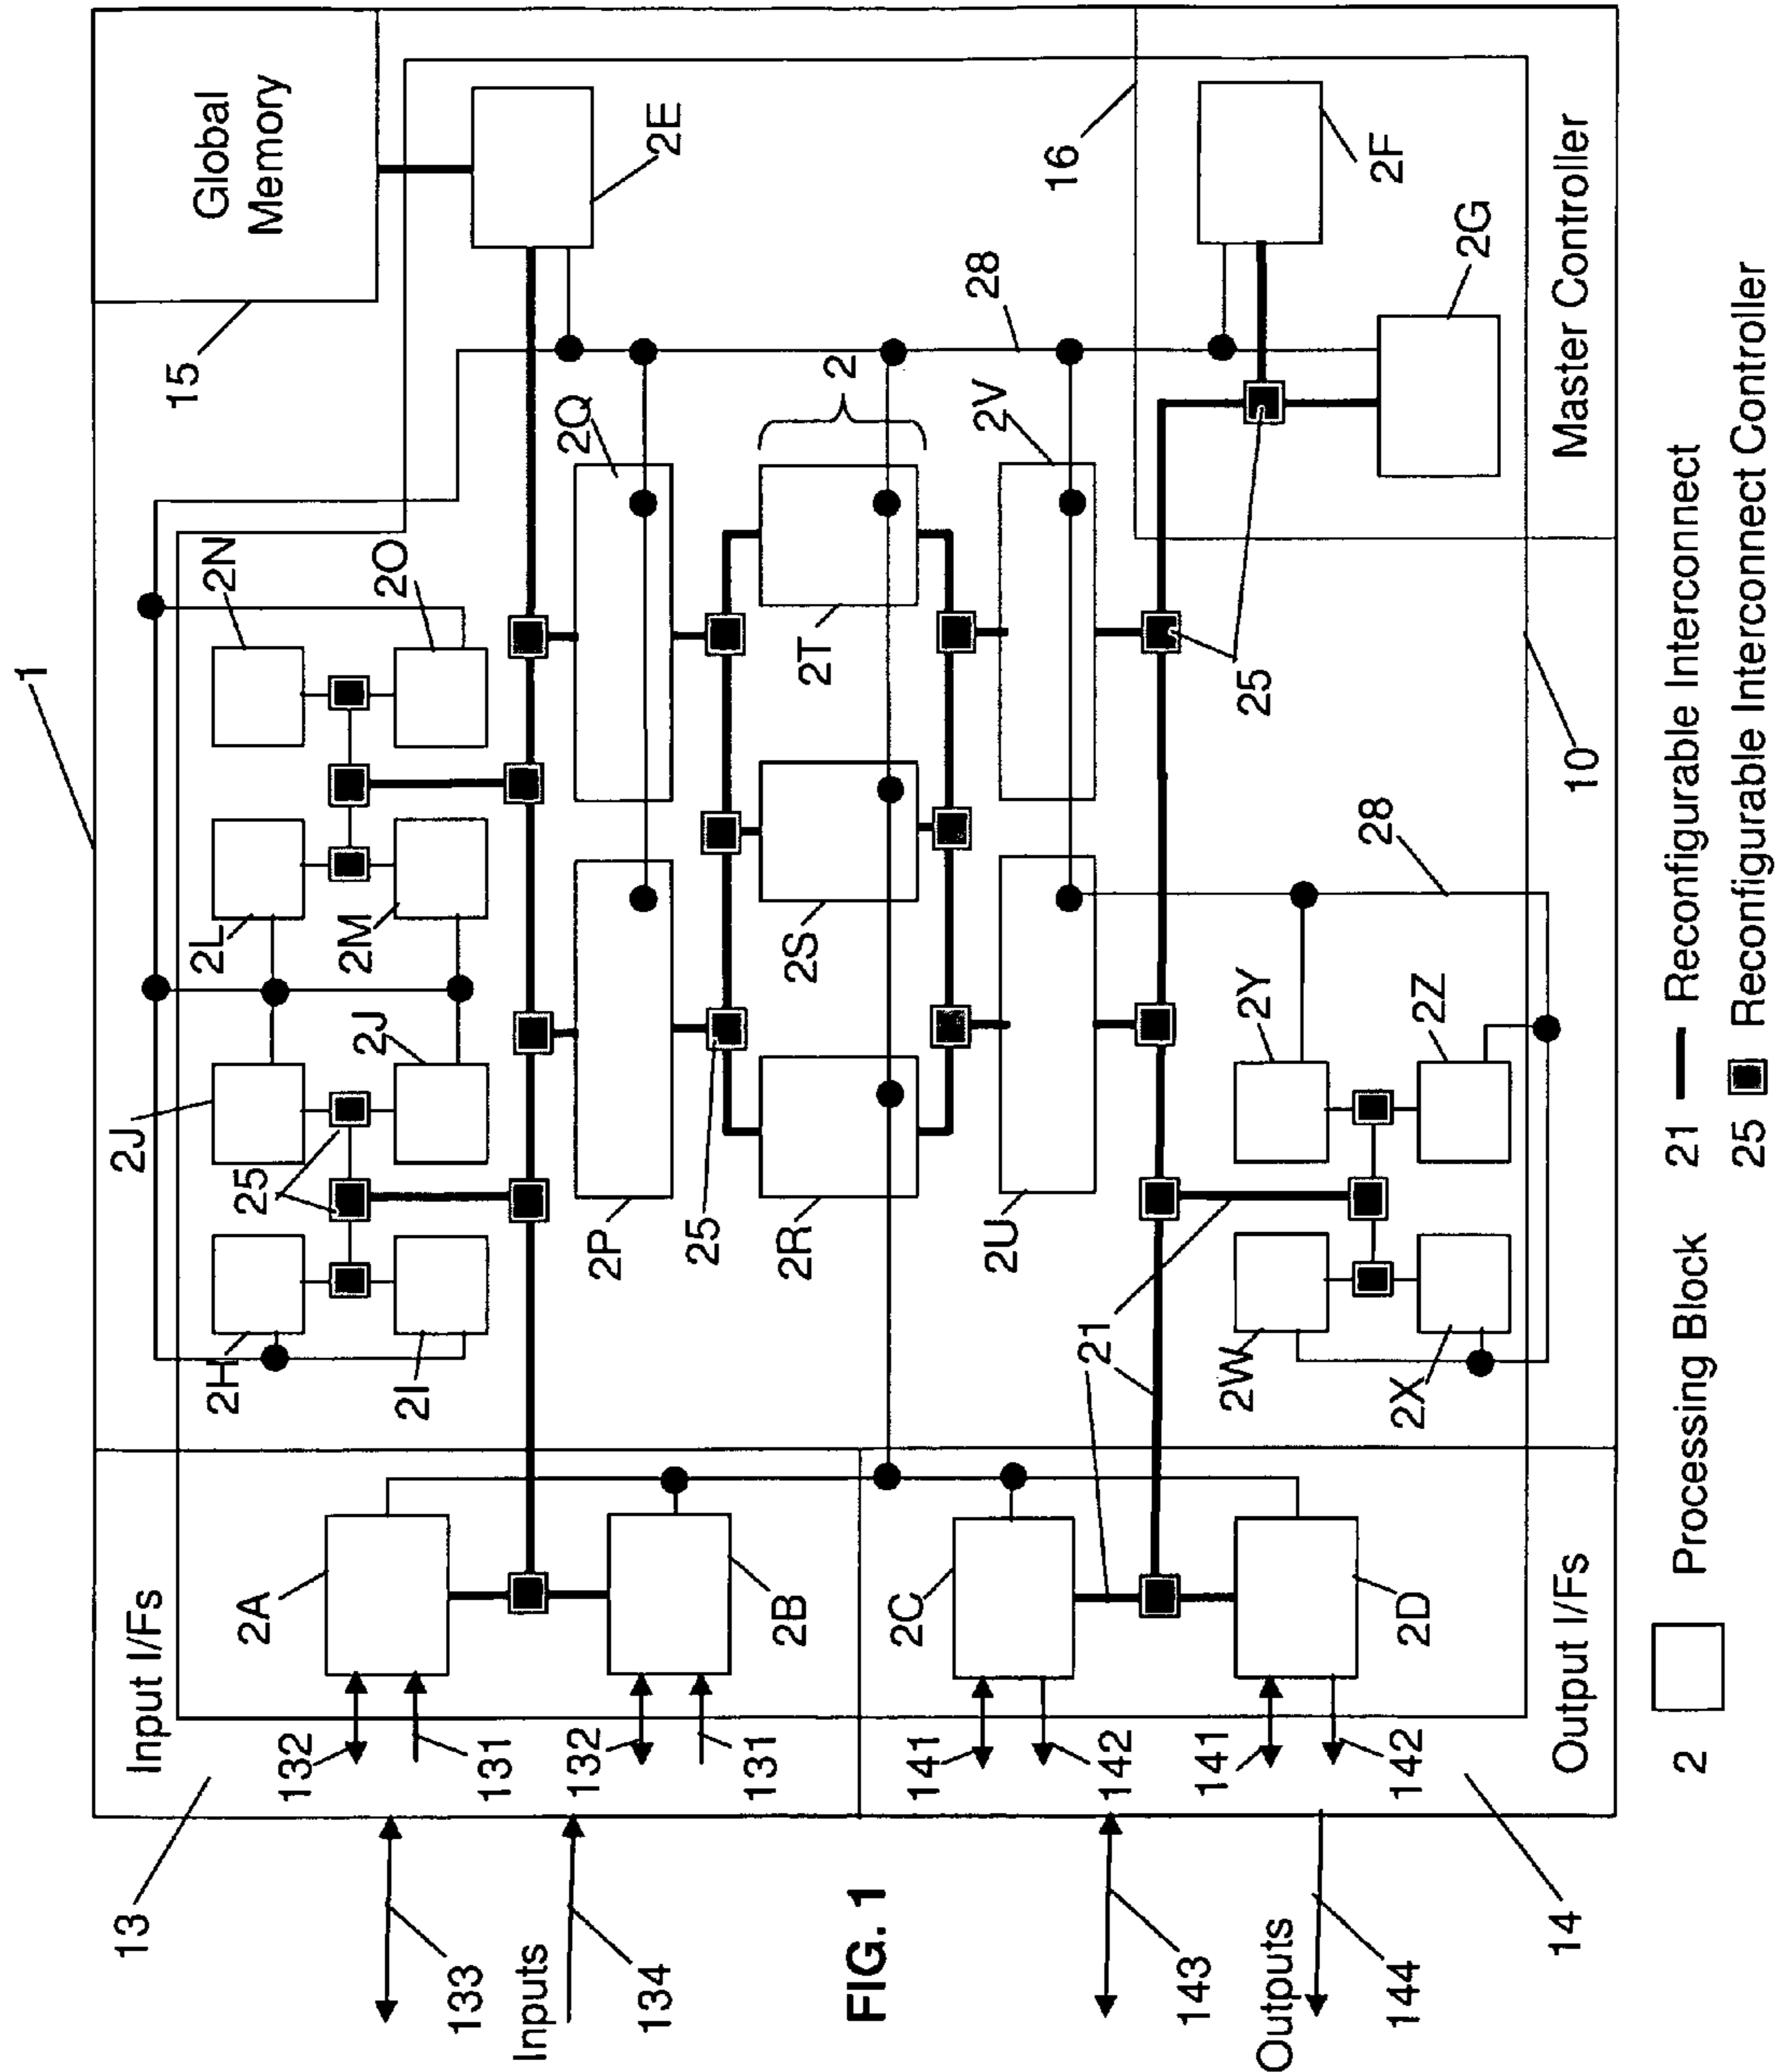 1
15
Global
Memory
2E
16
2F
2G
Master Controller
28
2N
2O
2Q
2
2V
2T
25
10
2L
2M
2J
2J
25
2S
28
2Y
2Z
2H
2I
2P
25
2R
2U
21
2W
2X
Input I/Fs
2A
2B
2C
2D
Output I/Fs
132
131
132
131
141
142
141
142
13
133
Inputs
134
143
Outputs
144
14
FIG. 1
2 Processing Block
21 Reconfigurable Interconnect
25 Reconfigurable Interconnect Controller